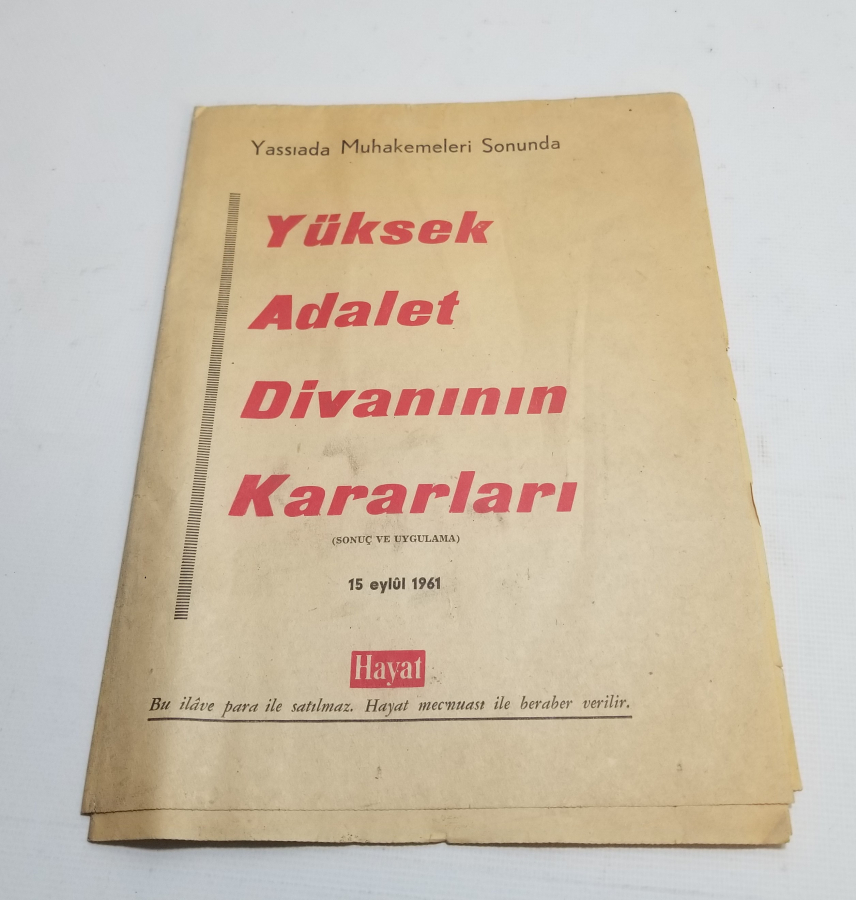 Yassıada Muhakemeleri Sonunda
Yüksek
Adalet
Divanının
Kararları
(SONUÇ VE UYGULAMA)
15 eylûl 1961
Hayat
Bu ilâve para ile satılmaz. Hayat mecmuası ile beraber verilir.